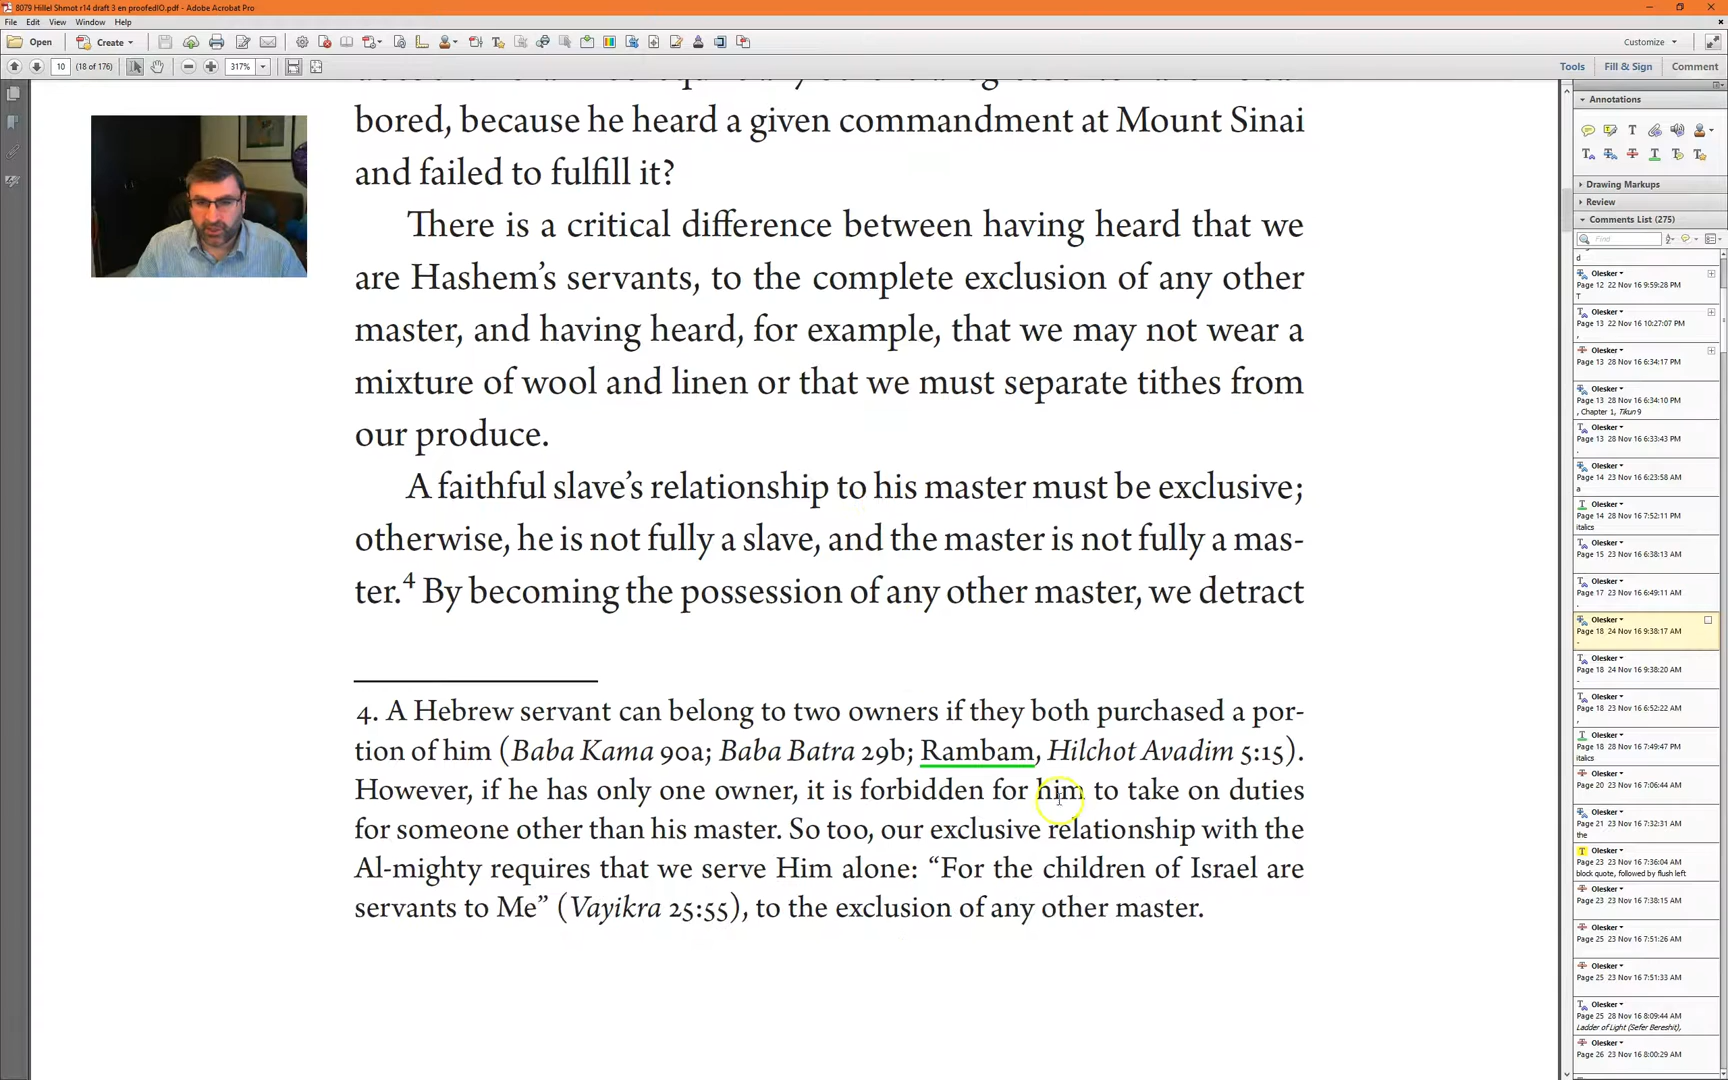 8079 Hillel Shmot r14 draft 3 en proofedIO.pdf - Adobe Acrobat Pro
File Edit View Window Help
Open Create Customize
10 (18 of 176) 317% Tools Fill & Sign Comment
bored, because he heard a given commandment at Mount Sinai
and failed to fulfill it?
There is a critical difference between having heard that we
are Hashem’s servants, to the complete exclusion of any other
master, and having heard, for example, that we may not wear a
mixture of wool and linen or that we must separate tithes from
our produce.
A faithful slave’s relationship to his master must be exclusive;
otherwise, he is not fully a slave, and the master is not fully a mas-
ter.4 By becoming the possession of any other master, we detract
4. A Hebrew servant can belong to two owners if they both purchased a por-
tion of him (Baba Kama 90a; Baba Batra 29b; Rambam, Hilchot Avadim 5:15).
However, if he has only one owner, it is forbidden for him to take on duties
for someone other than his master. So too, our exclusive relationship with the
Al-mighty requires that we serve Him alone: “For the children of Israel are
servants to Me” (Vayikra 25:55), to the exclusion of any other master.
Annotations
Drawing Markups
Review
Comments List (275)
Find
d
Olesker
Page 12 22 Nov 16 9:59:28 PM
T
Olesker
Page 13 22 Nov 16 10:27:07 PM
,
Olesker
Page 13 28 Nov 16 6:34:17 PM
Olesker
Page 13 28 Nov 16 6:34:10 PM
, Chapter 1, Tikun 9
Olesker
Page 13 28 Nov 16 6:33:43 PM
.
Olesker
Page 14 23 Nov 16 6:23:58 AM
a
Olesker
Page 14 28 Nov 16 7:52:11 PM
italics
Olesker
Page 15 23 Nov 16 6:38:13 AM
Olesker
Page 17 23 Nov 16 6:49:11 AM
.
Olesker
Page 18 24 Nov 16 9:38:17 AM
-
Olesker
Page 18 24 Nov 16 9:38:20 AM
-
Olesker
Page 18 23 Nov 16 6:52:22 AM
,
Olesker
Page 18 28 Nov 16 7:49:47 PM
italics
Olesker
Page 20 23 Nov 16 7:06:44 AM
Olesker
Page 21 23 Nov 16 7:32:31 AM
the
Olesker
Page 23 23 Nov 16 7:36:04 AM
block quote, followed by flush left
Olesker
Page 23 23 Nov 16 7:38:15 AM
Olesker
Page 25 23 Nov 16 7:51:26 AM
Olesker
Page 25 23 Nov 16 7:51:33 AM
Olesker
Page 25 28 Nov 16 8:09:44 AM
Ladder of Light (Sefer Bereshit),
Olesker
Page 26 23 Nov 16 8:00:29 AM